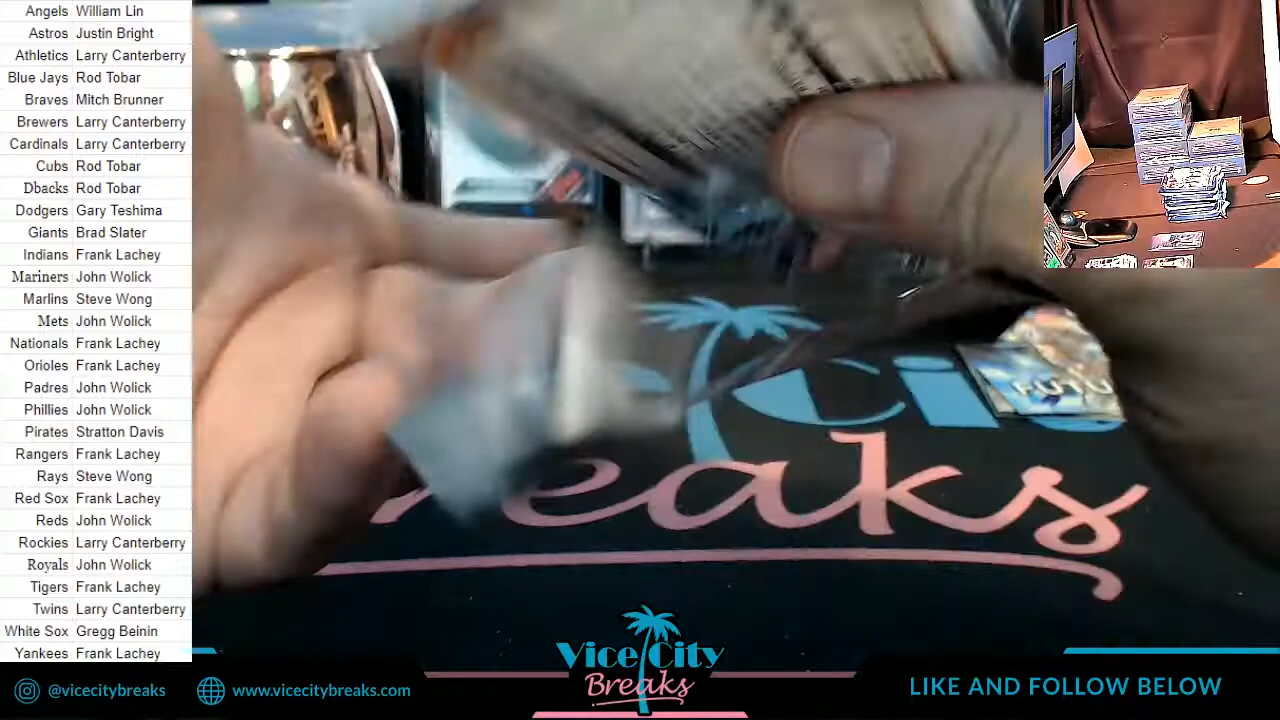 Angels William Lin
Astros Justin Bright
Athletics Larry Canterberry
Blue Jays Rod Tobar
Braves Mitch Brunner
Brewers Larry Canterberry
Cardinals Larry Canterberry
Cubs Rod Tobar
Dbacks Rod Tobar
Dodgers Gary Teshima
Giants Brad Slater
Indians Frank Lachey
Mariners John Wolick
Marlins Steve Wong
Mets John Wolick
Nationals Frank Lachey
Orioles Frank Lachey
Padres John Wolick
Phillies John Wolick
Pirates Stratton Davis
Rangers Frank Lachey
Rays Steve Wong
Red Sox Frank Lachey
Reds John Wolick
Rockies Larry Canterberry
Royals John Wolick
Tigers Frank Lachey
Twins Larry Canterberry
White Sox Gregg Beinin
Yankees Frank Lachey
Vice City
Breaks
@vicecitybreaks
www.vicecitybreaks.com
LIKE AND FOLLOW BELOW